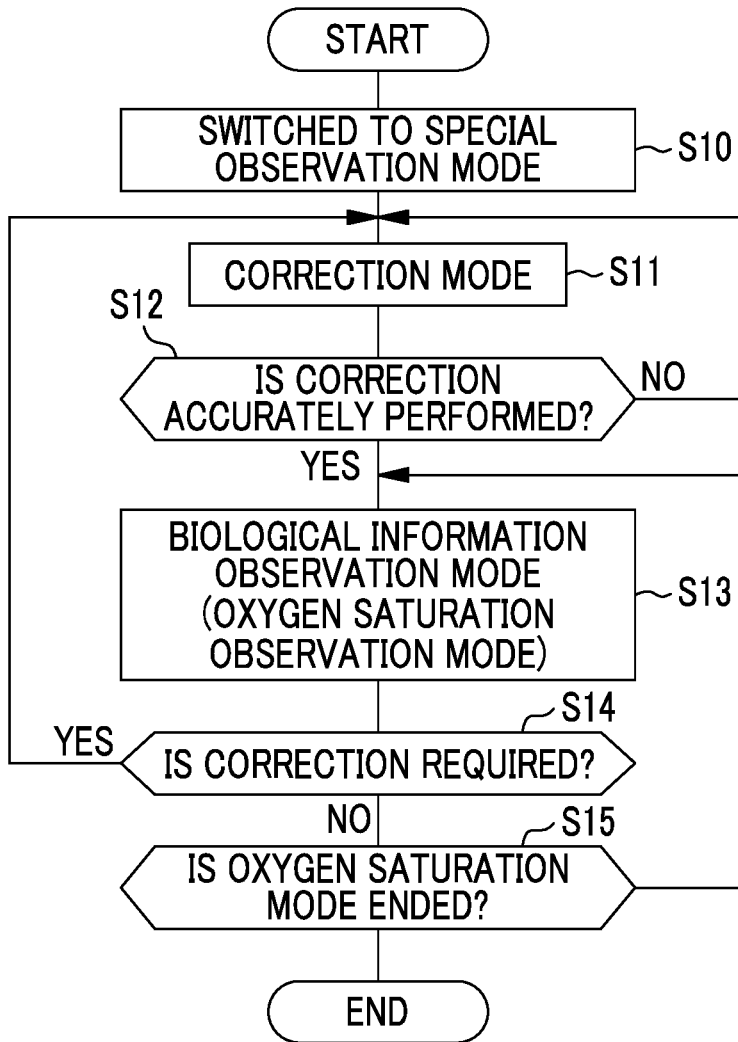 START
SWITCHED TO SPECIAL
OBSERVATION MODE
S10
CORRECTION MODE
S11
S12
IS CORRECTION
ACCURATELY PERFORMED?
NO
YES
BIOLOGICAL INFORMATION
OBSERVATION MODE
(OXYGEN SATURATION
OBSERVATION MODE)
S13
S14
YES
IS CORRECTION REQUIRED?
NO
S15
IS OXYGEN SATURATION
MODE ENDED?
END